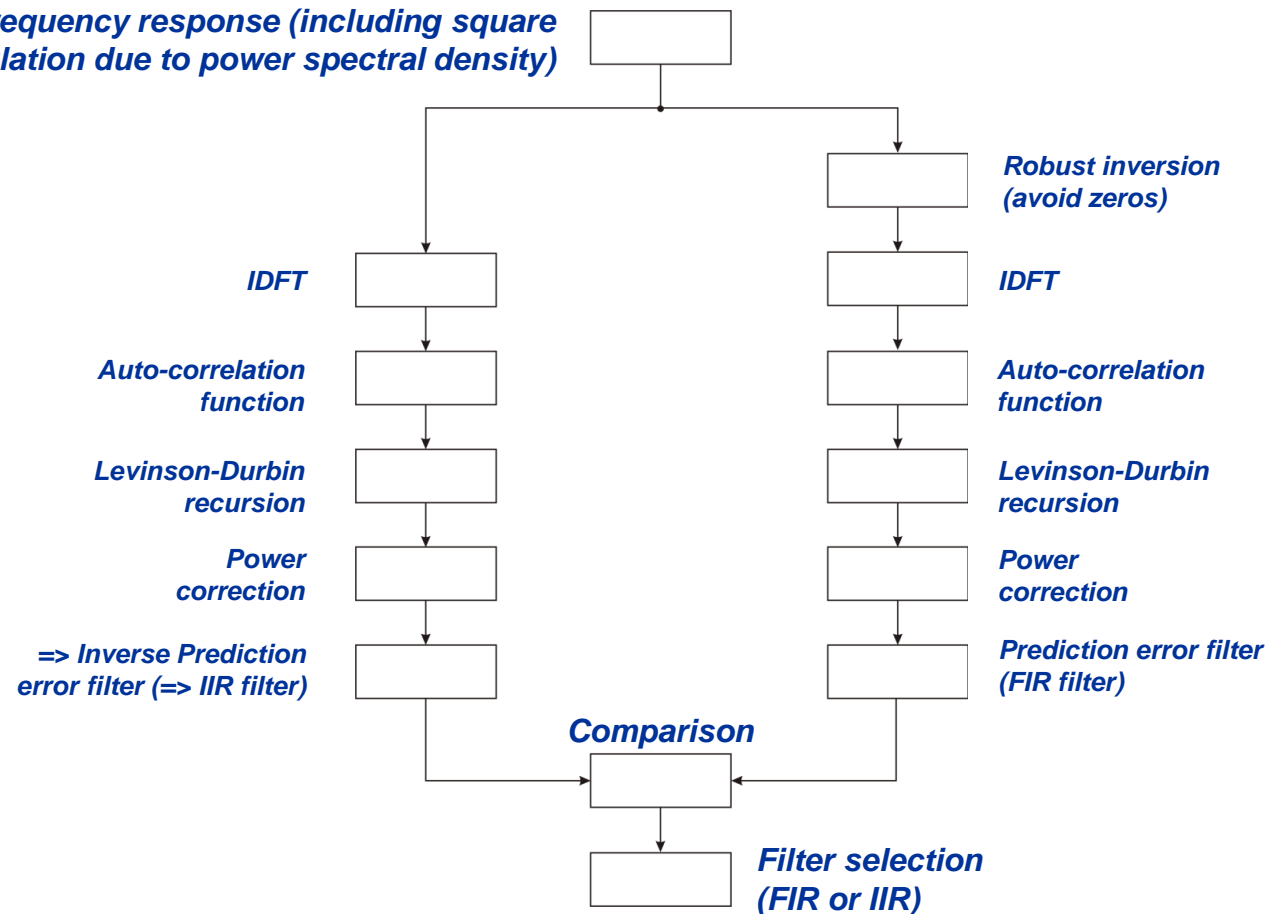 equency response (including square
lation due to power spectral density)
Robust inversion
(avoid zeros)
IDFT
IDFT
Auto-correlation
function
Auto-correlation
function
Levinson-Durbin
recursion
Levinson-Durbin
recursion
Power
correction
Power
correction
=> Inverse Prediction
error filter (=> IIR filter)
Prediction error filter
(FIR filter)
Comparison
Filter selection
(FIR or IIR)